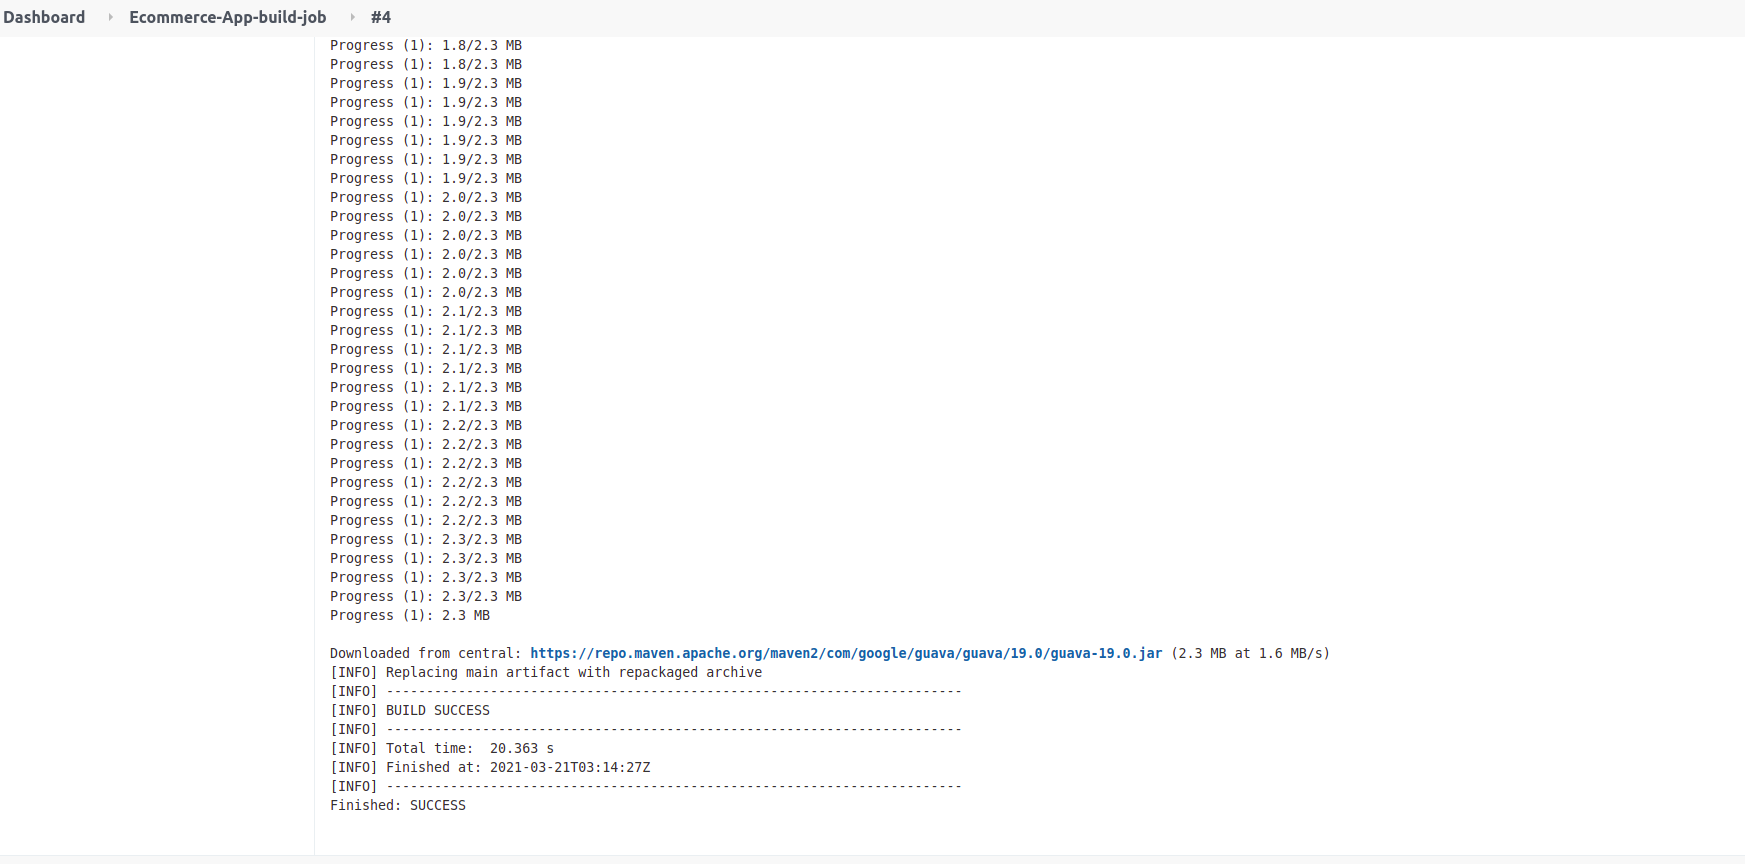 Dashboard Ecommerce-App-build-job #4
Progress (1): 1.8/2.3 MB
Progress (1): 1.8/2.3 MB
Progress (1): 1.9/2.3 MB
Progress (1): 1.9/2.3 MB
Progress (1): 1.9/2.3 MB
Progress (1): 1.9/2.3 MB
Progress (1): 1.9/2.3 MB
Progress (1): 1.9/2.3 MB
Progress (1): 2.0/2.3 MB
Progress (1): 2.0/2.3 MB
Progress (1): 2.0/2.3 MB
Progress (1): 2.0/2.3 MB
Progress (1): 2.0/2.3 MB
Progress (1): 2.0/2.3 MB
Progress (1): 2.1/2.3 MB
Progress (1): 2.1/2.3 MB
Progress (1): 2.1/2.3 MB
Progress (1): 2.1/2.3 MB
Progress (1): 2.1/2.3 MB
Progress (1): 2.1/2.3 MB
Progress (1): 2.2/2.3 MB
Progress (1): 2.2/2.3 MB
Progress (1): 2.2/2.3 MB
Progress (1): 2.2/2.3 MB
Progress (1): 2.2/2.3 MB
Progress (1): 2.2/2.3 MB
Progress (1): 2.3/2.3 MB
Progress (1): 2.3/2.3 MB
Progress (1): 2.3/2.3 MB
Progress (1): 2.3/2.3 MB
Progress (1): 2.3 MB
Downloaded from central: https://repo.maven.apache.org/maven2/com/google/guava/guava/19.0/guava-19.0.jar (2.3 MB at 1.6 MB/s)
[INFO] Replacing main artifact with repackaged archive
[INFO] ------------------------------------------------------------------------
[INFO] BUILD SUCCESS
[INFO] ------------------------------------------------------------------------
[INFO] Total time:  20.363 s
[INFO] Finished at: 2021-03-21T03:14:27Z
[INFO] ------------------------------------------------------------------------
Finished: SUCCESS